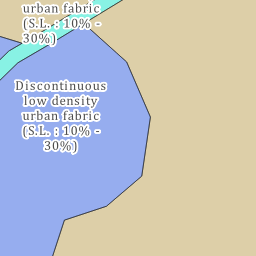 urban fabric
(S.L. : 10% -
30%)
Discontinuous
low density
urban fabric
(S.L. : 10% -
30%)